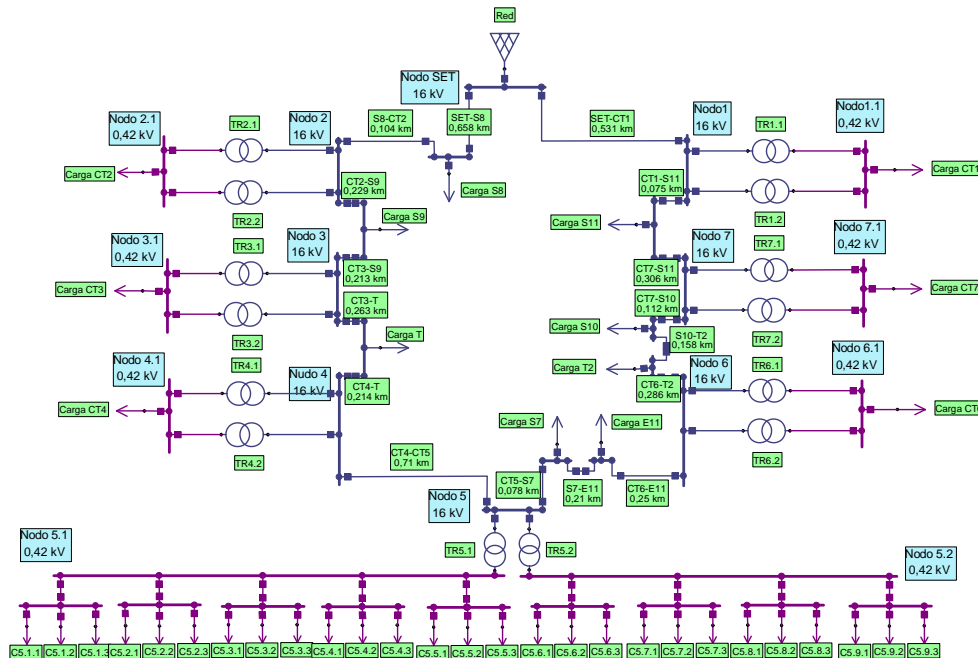 Red
Nodo SET
16 kV
S8-CT2
0,104 km
SET-S8
0,658 km
SET-CT1
0,531 km
Nodo 2.1
0,42 kV
TR2.1
Nodo 2
16 kV
Nodo1
16 kV
TR1.1
Nodo1.1
0,42 kV
Carga CT2
CT2-S9
0,229 km
Carga S8
CT1-S11
0,075 km
Carga CT1
TR2.2
Carga S9
Carga S11
TR1.2
Nodo 3.1
0,42 kV
TR3.1
Nodo 3
16 kV
Nodo 7
16 kV
TR7.1
Nodo 7.1
0,42 kV
Carga CT3
CT3-S9
0,213 km
CT7-S11
0,306 km
Carga CT7
CT3-T
0,263 km
CT7-S10
0,112 km
TR3.2
Carga T
Carga S10
S10-T2
0,158 km
TR7.2
Nodo 4.1
0,42 kV
TR4.1
Nudo 4
16 kV
Carga T2
Nodo 6
16 kV
TR6.1
Nodo 6.1
0,42 kV
Carga CT4
CT4-T
0,214 km
CT6-T2
0,286 km
TR4.2
Carga S7
Carga E11
TR6.2
CT4-CT5
0,71 km
CT5-S7
0,078 km
S7-E11
0,21 km
CT6-E11
0,25 km
Nodo 5
16 kV
Nodo 5.1
0,42 kV
TR5.1
TR5.2
Nodo 5.2
0,42 kV
C5.1.1
C5.1.2
C5.1.3
C5.2.1
C5.2.2
C5.2.3
C5.3.1
C5.3.2
C5.3.3
C5.4.1
C5.4.2
C5.4.3
C5.5.1
C5.5.2
C5.5.3
C5.6.1
C5.6.2
C5.6.3
C5.7.1
C5.7.2
C5.7.3
C5.8.1
C5.8.2
C5.8.3
C5.9.1
C5.9.2
C5.9.3